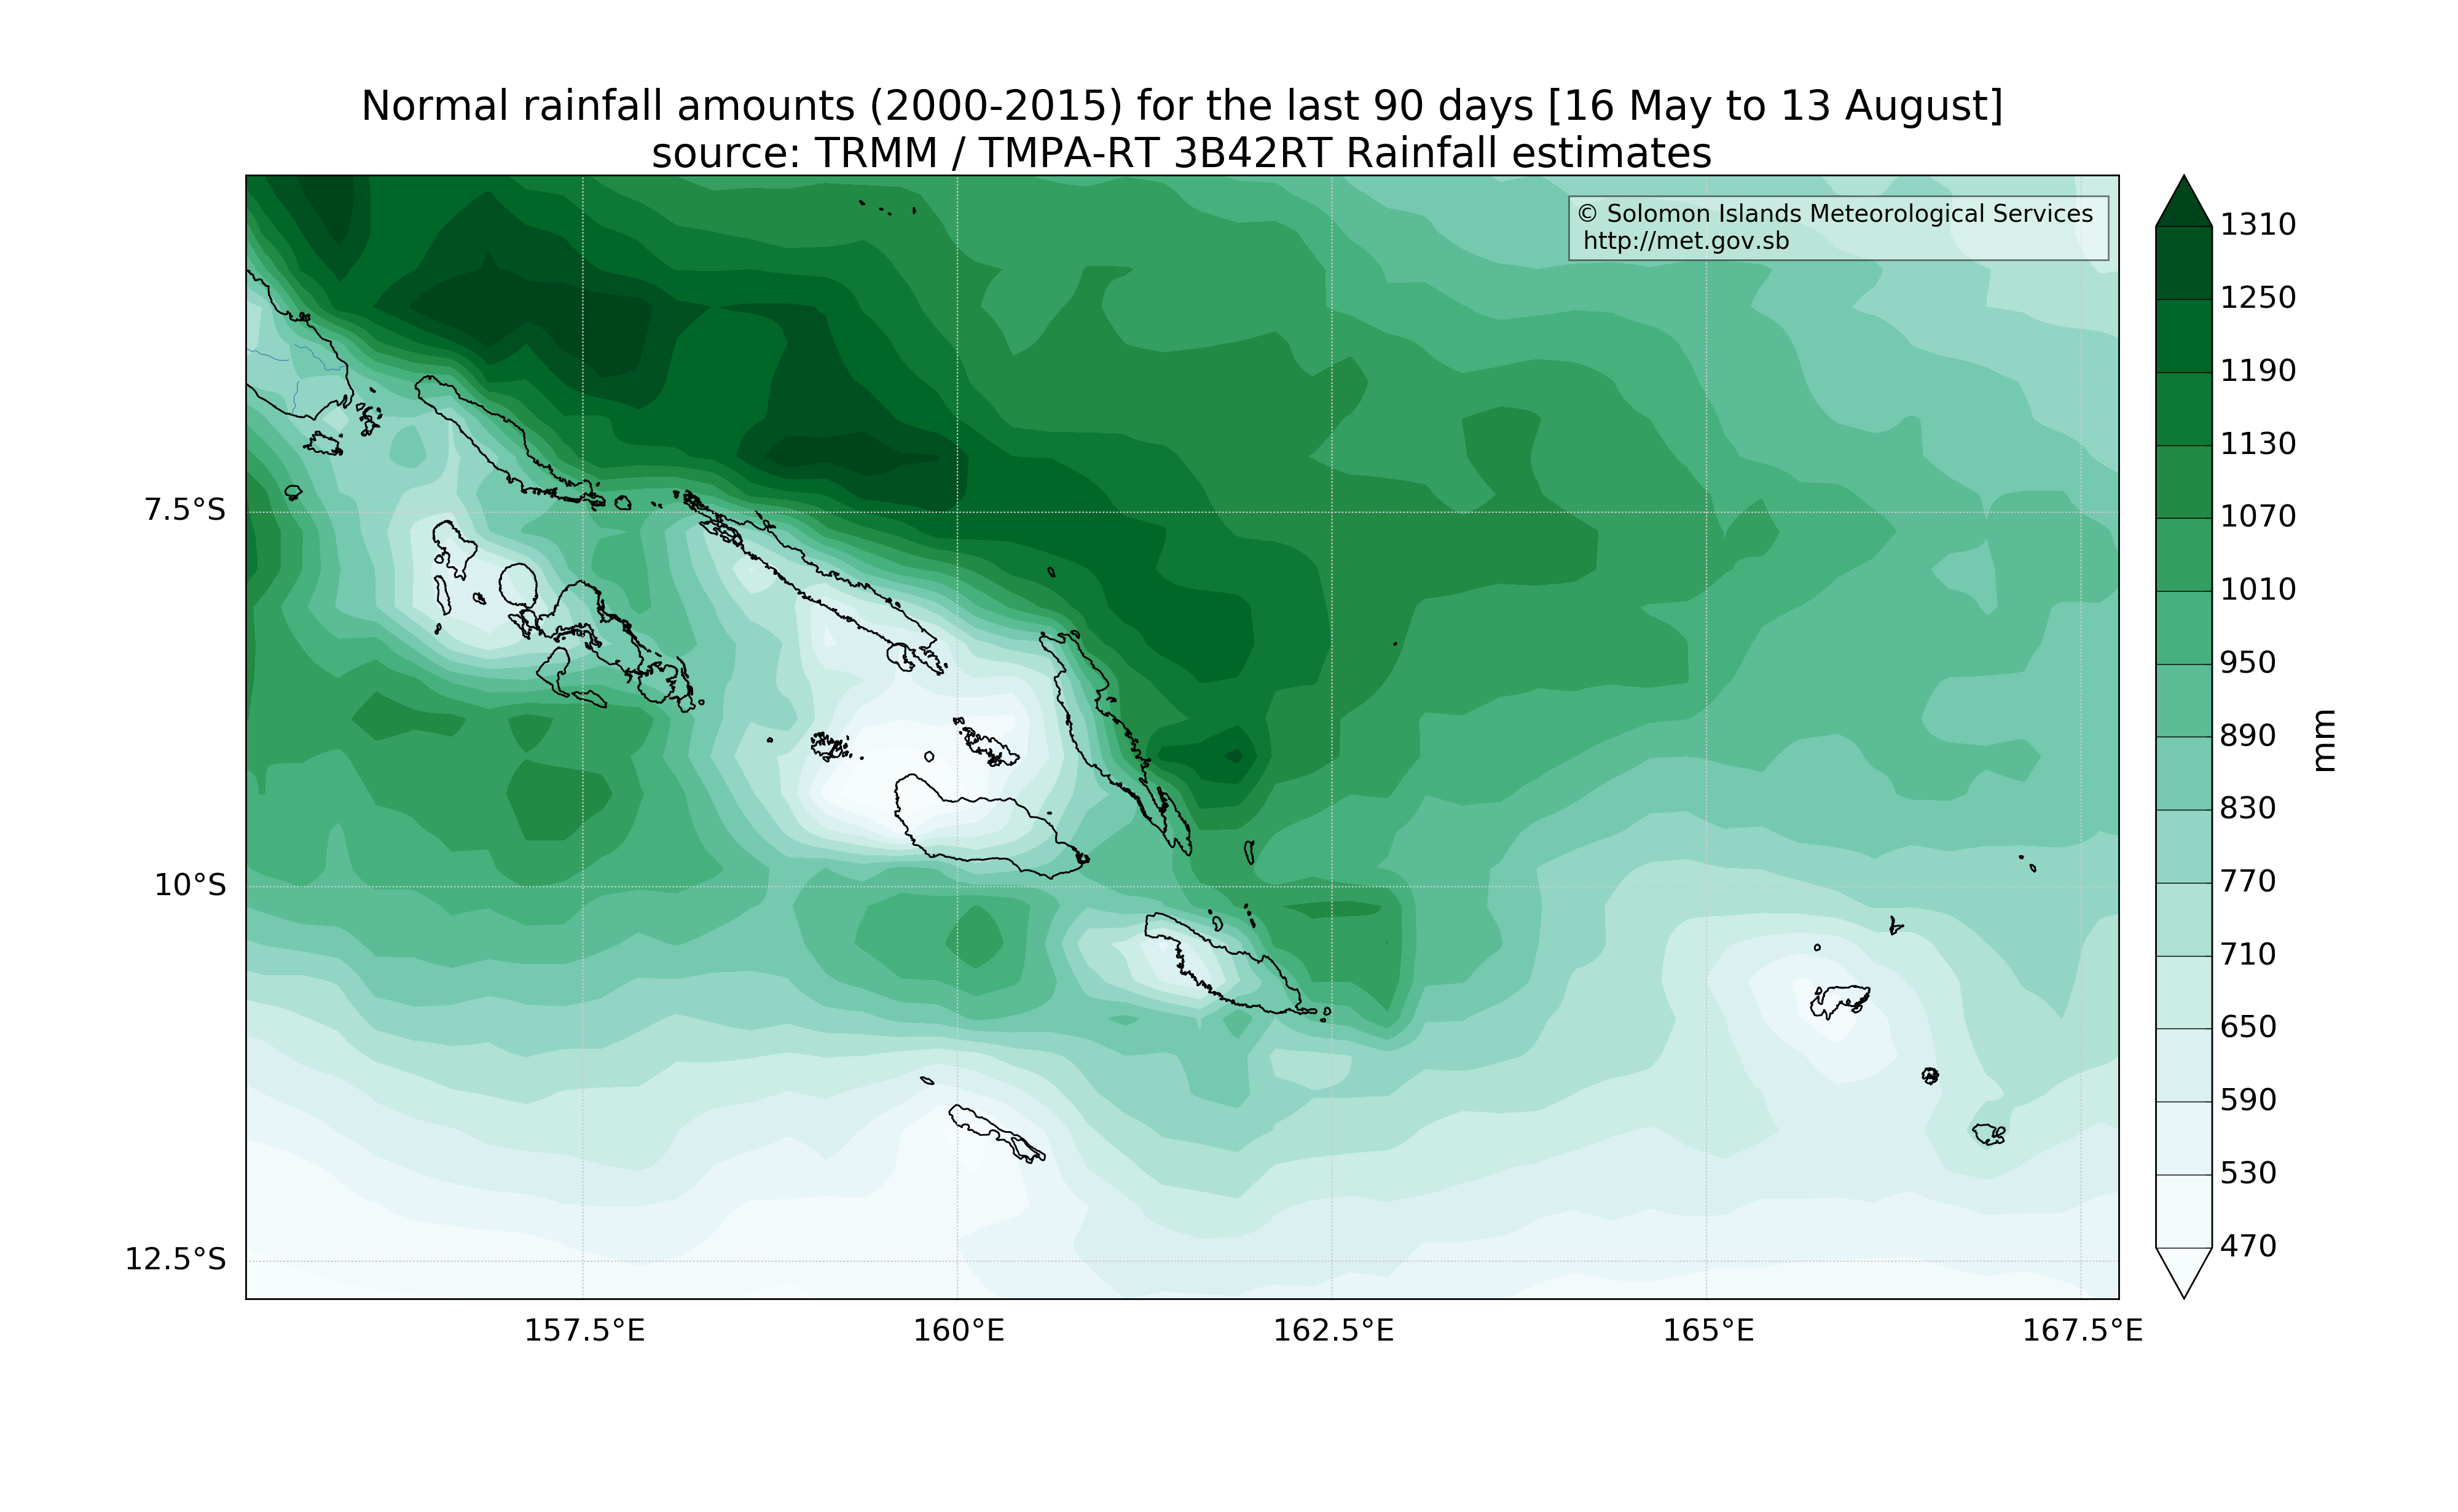 Normal rainfall amounts (2000-2015) for the last 90 days [16 May to 13 August]
source: TRMM / TMPA-RT 3B42RT Rainfall estimates
© Solomon Islands Meteorological Services
http://met.gov.sb
7.5°S
10°S
12.5°S
157.5°E
160°E
162.5°E
165°E
167.5°E
1310
1250
1190
1130
1070
1010
950
890
830
770
710
650
590
530
470
mm